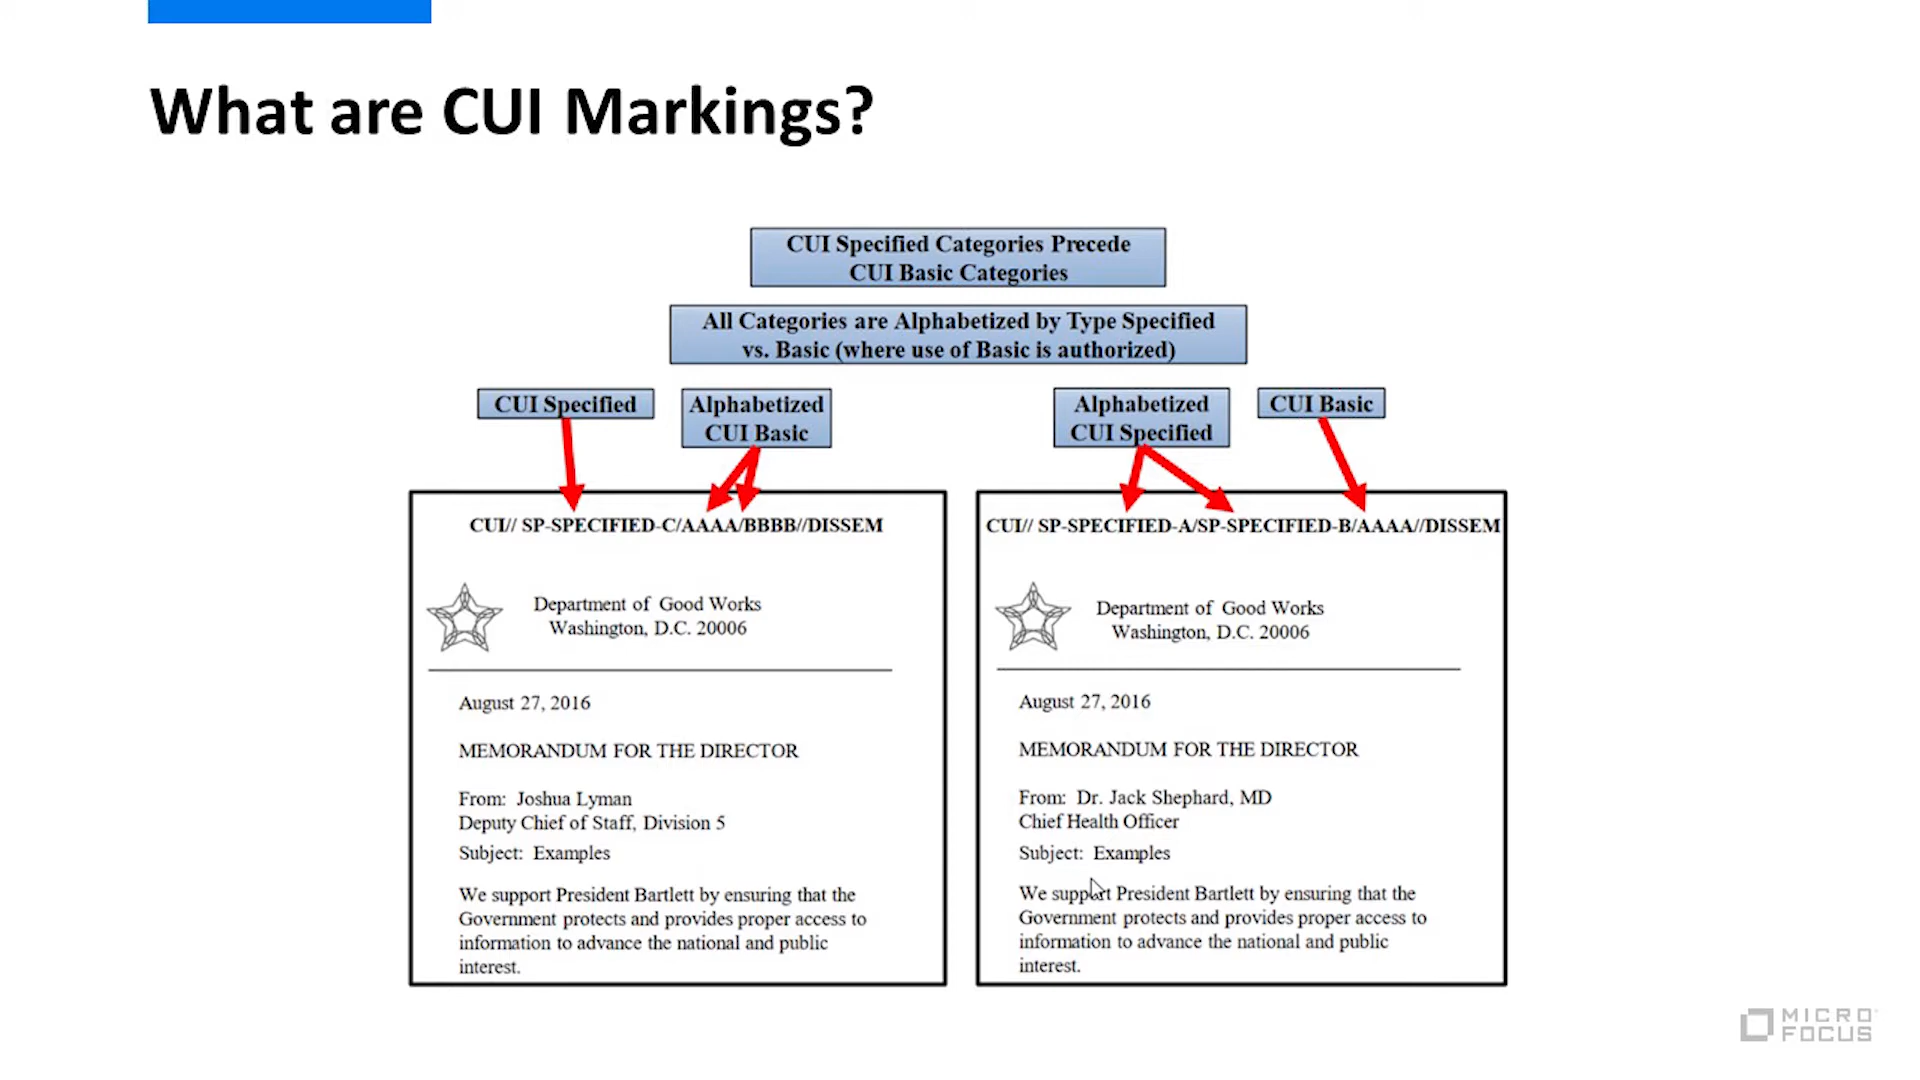 What are CUI Markings?
CUI Specified Categories Precede
CUI Basic Categories
All Categories are Alphabetized by Type Specified
vs. Basic (where use of Basic is authorized)
CUI Specified
Alphabetized
CUI Basic
Alphabetized
CUI Specified
CUI Basic
CUI// SP-SPECIFIED-C/AAAA/BBBB//DISSEM
Department of Good Works
Washington, D.C. 20006
August 27, 2016
MEMORANDUM FOR THE DIRECTOR
From: Joshua Lyman
Deputy Chief of Staff, Division 5
Subject: Examples
We support President Bartlett by ensuring that the
Government protects and provides proper access to
information to advance the national and public
interest.
CUI// SP-SPECIFIED-A/SP-SPECIFIED-B/AAAA//DISSEM
Department of Good Works
Washington, D.C. 20006
August 27, 2016
MEMORANDUM FOR THE DIRECTOR
From: Dr. Jack Shephard, MD
Chief Health Officer
Subject: Examples
We support President Bartlett by ensuring that the
Government protects and provides proper access to
information to advance the national and public
interest.
MICRO
FOCUS